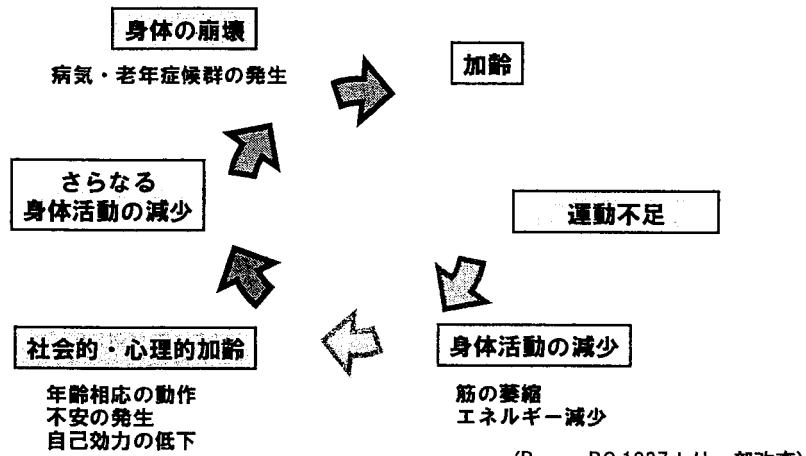 身体の崩壊
病気・老年症候群の発生
加齢
さらなる
身体活動の減少
運動不足
社会的・心理的加齢
年齢相応の動作
不安の発生
自己効力の低下
身体活動の減少
筋の萎縮
エネルギー減少